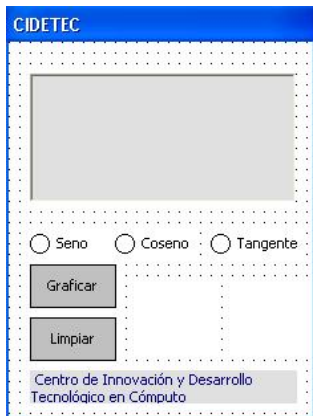 CIDETEC
Seno Coseno Tangente
Graficar
Limpiar
Centro de Innovación y Desarrollo
Tecnológico en Cómputo